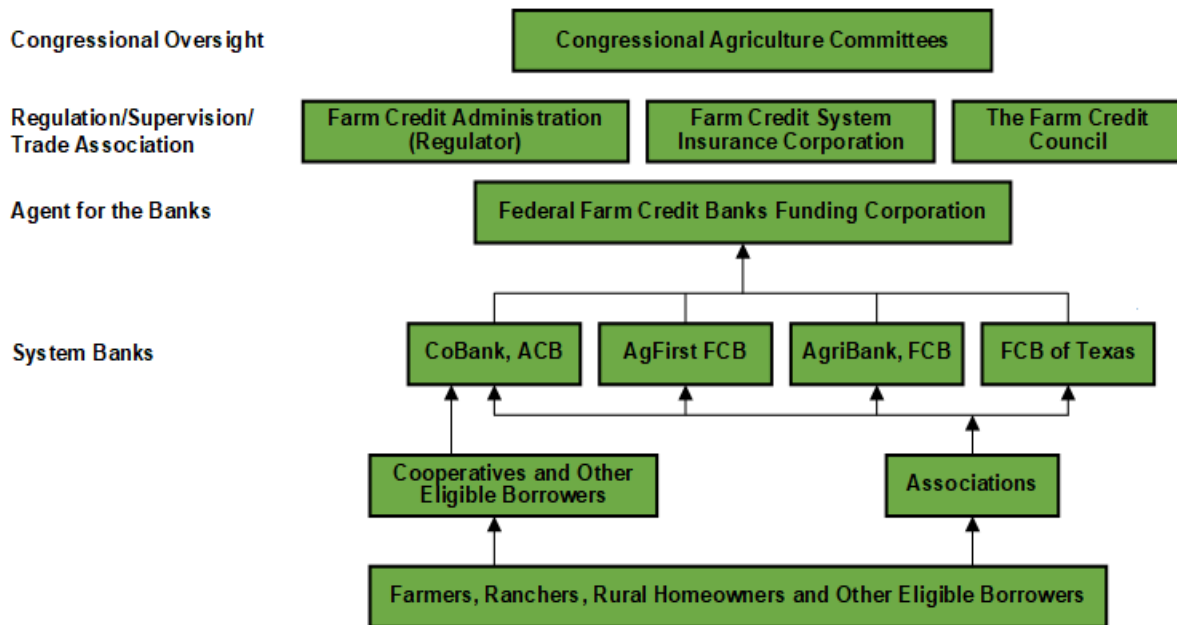 Congressional Oversight
Congressional Agriculture Committees
Regulation/Supervision/
Trade Association
Farm Credit Administration
(Regulator)
Farm Credit System
Insurance Corporation
The Farm Credit
Council
Agent for the Banks
Federal Farm Credit Banks Funding Corporation
System Banks
CoBank, ACB
AgFirst FCB
AgriBank, FCB
FCB of Texas
Cooperatives and Other
Eligible Borrowers
Associations
Farmers, Ranchers, Rural Homeowners and Other Eligible Borrowers